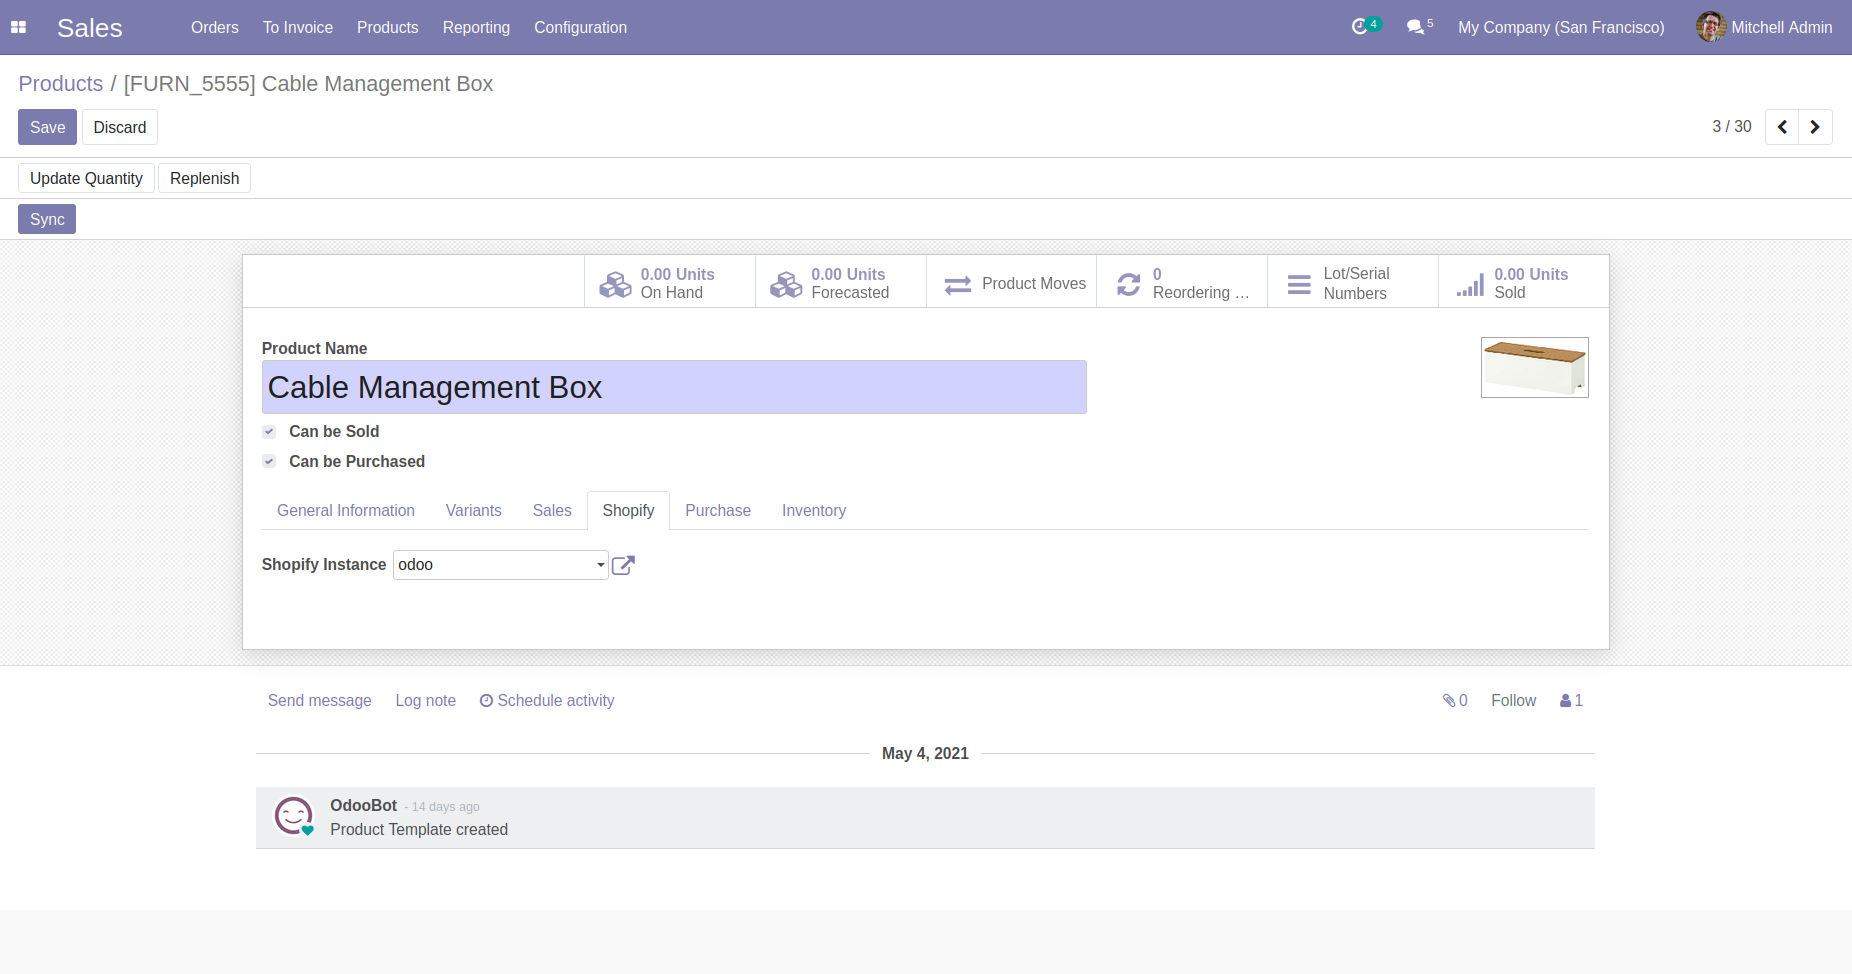 Sales Orders To Invoice Products Reporting Configuration 4 5 My Company (San Francisco) Mitchell Admin
Products / [FURN_5555] Cable Management Box
Save Discard 3 / 30
Update Quantity Replenish
Sync
0.00 Units On Hand
0.00 Units Forecasted
Product Moves
0 Reordering ...
Lot/Serial Numbers
0.00 Units Sold
Product Name
Cable Management Box
Can be Sold
Can be Purchased
General Information Variants Sales Shopify Purchase Inventory
Shopify Instance odoo
Send message Log note Schedule activity 0 Follow 1
May 4, 2021
OdooBot - 14 days ago
Product Template created